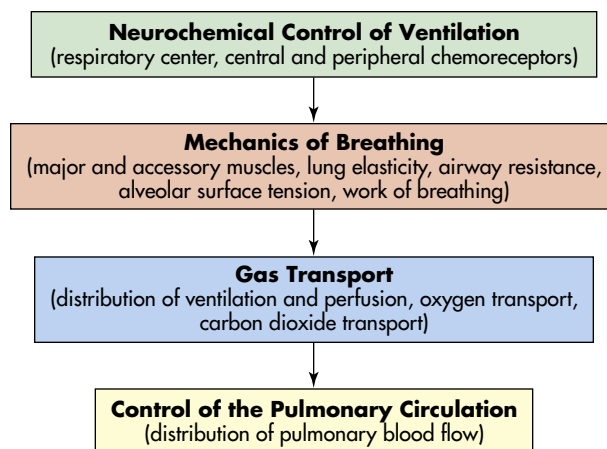 Neurochemical Control of Ventilation
(respiratory center, central and peripheral chemoreceptors)
Mechanics of Breathing
(major and accessory muscles, lung elasticity, airway resistance,
alveolar surface tension, work of breathing)
Gas Transport
(distribution of ventilation and perfusion, oxygen transport,
carbon dioxide transport)
Control of the Pulmonary Circulation
(distribution of pulmonary blood flow)